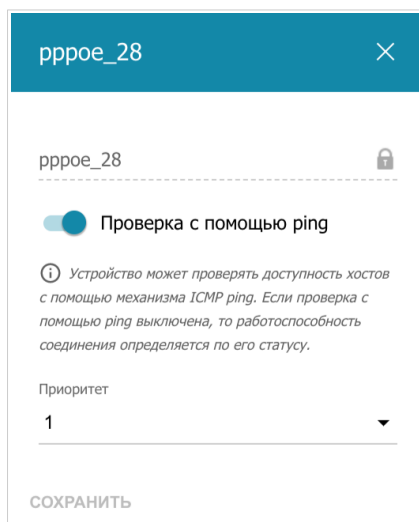 pppoe_28
pppoe_28
Проверка с помощью ping
Устройство может проверять доступность хостов
с помощью механизма ICMP ping. Если проверка с
помощью ping выключена, то работоспособность
соединения определяется по его статусу.
Приоритет
1
СОХРАНИТЬ